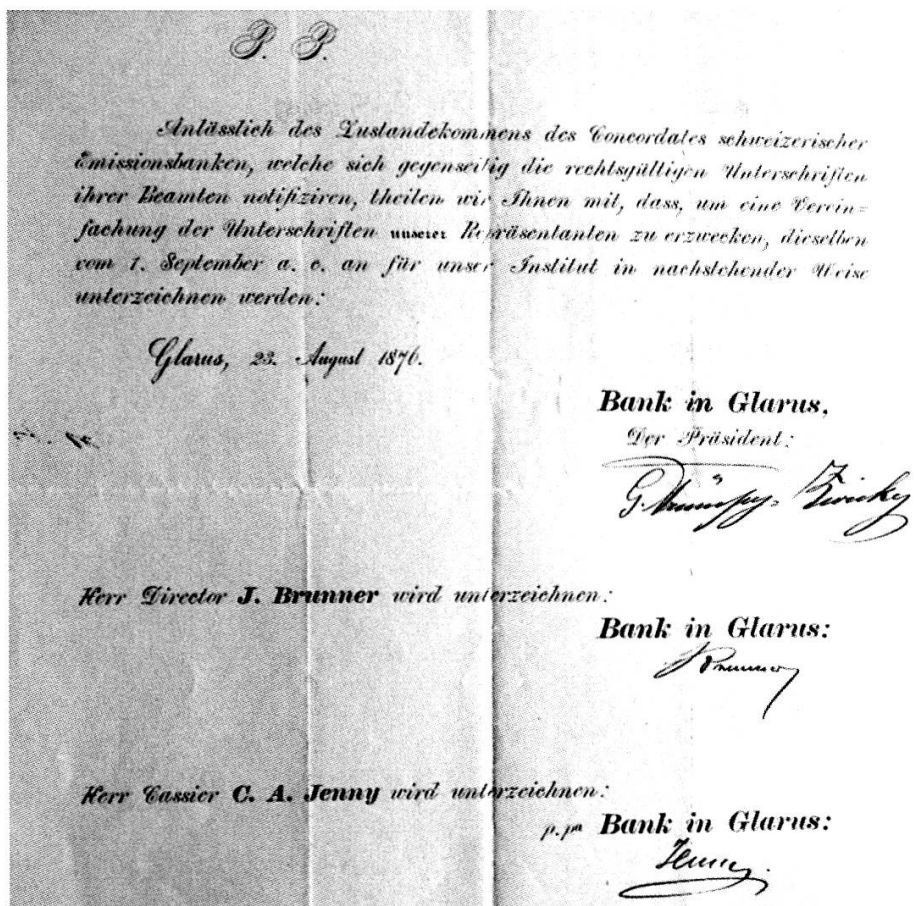 P. P.
Anlässlich des Zustandekommens des Concordates schweizerischer
Emissionsbanken, welche sich gegenseitig die rechtsgültigen Unterschriften
ihrer Beamten notifiziren, theilen wir Ihnen mit, dass, um eine Verein-
fachung der Unterschriften unserer Repräsentanten zu erzwecken, dieselben
vom 1. September a. c. an für unser Institut in nachstehender Weise
unterzeichnen werden:
Glarus, 23. August 1876.
Bank in Glarus,
Der Präsident:
Zwicky
Herr Director J. Brunner wird unterzeichnen:
Bank in Glarus:
Brunner
Herr Cassier C. A. Jenny wird unterzeichnen:
p. pa Bank in Glarus:
Jenny.